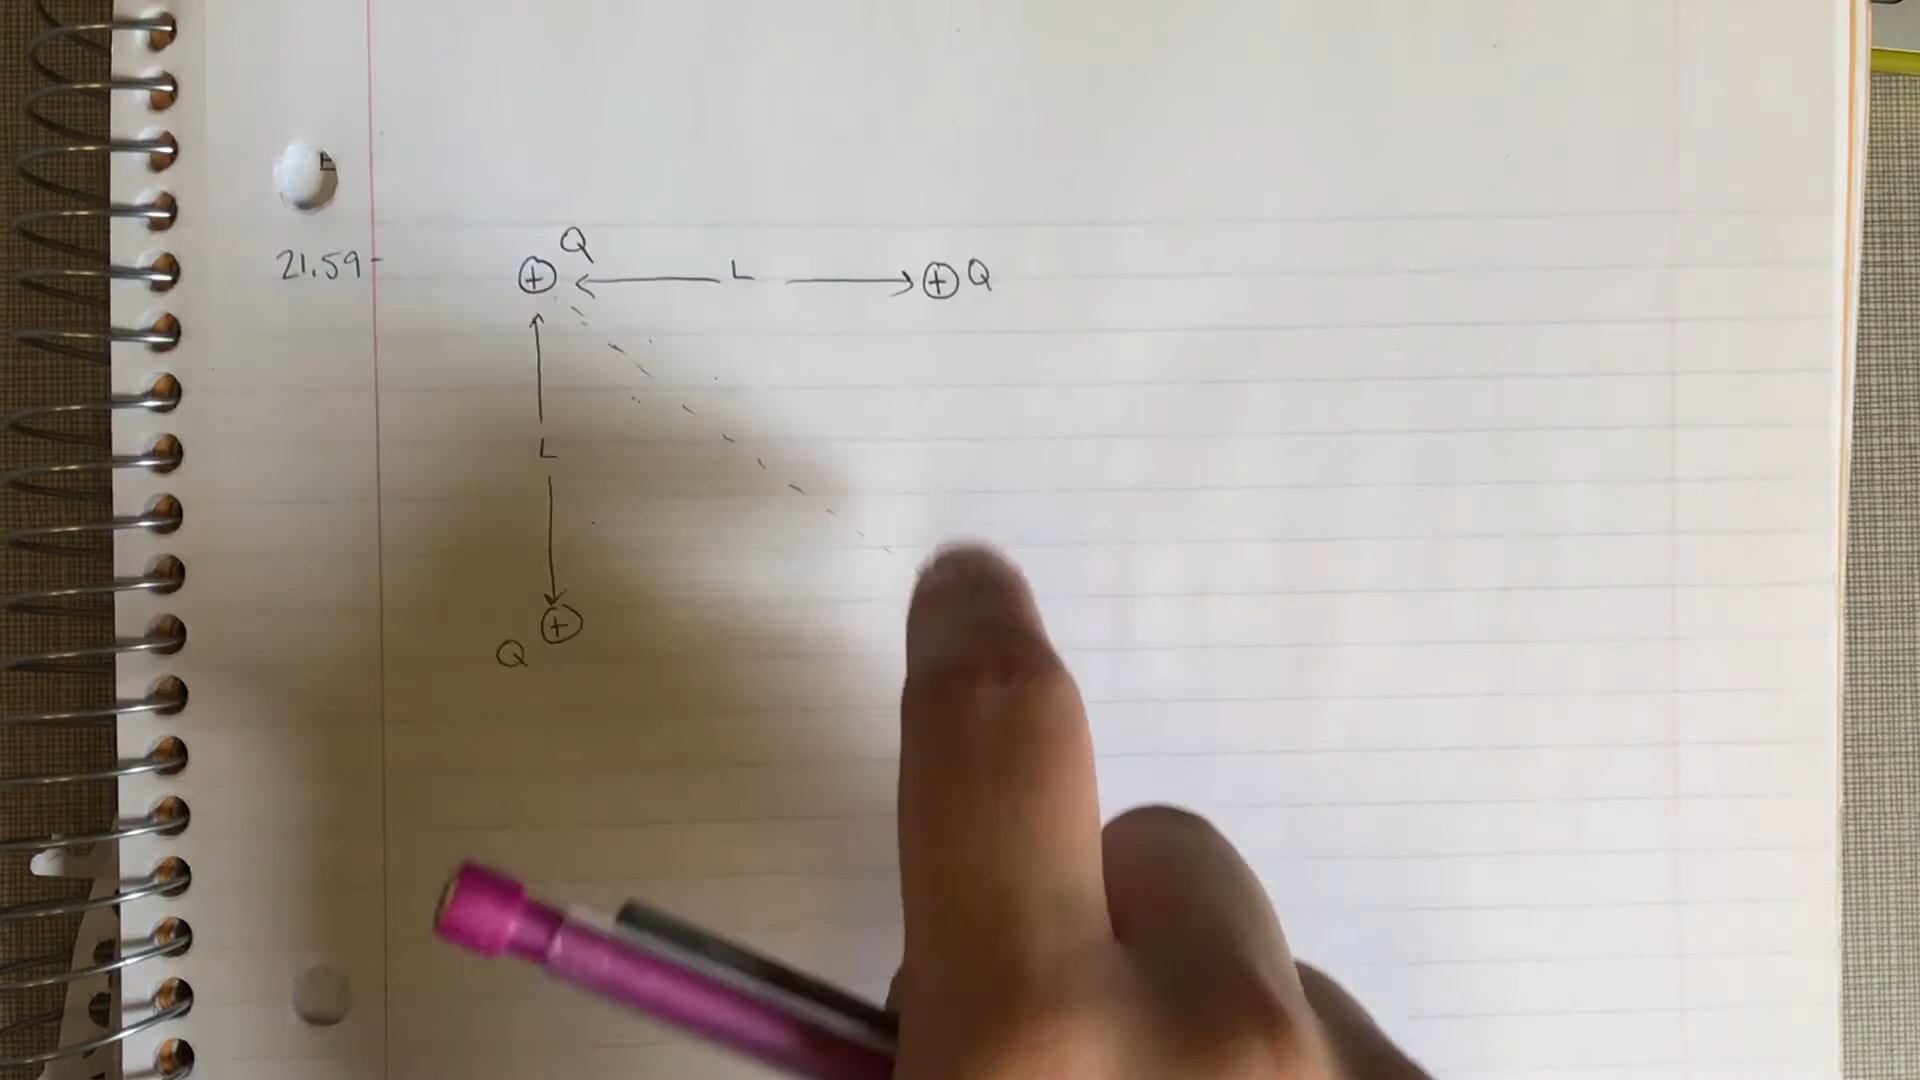 E
21.59
Q
⊕ ← L → ⊕ Q
L
⊕
Q